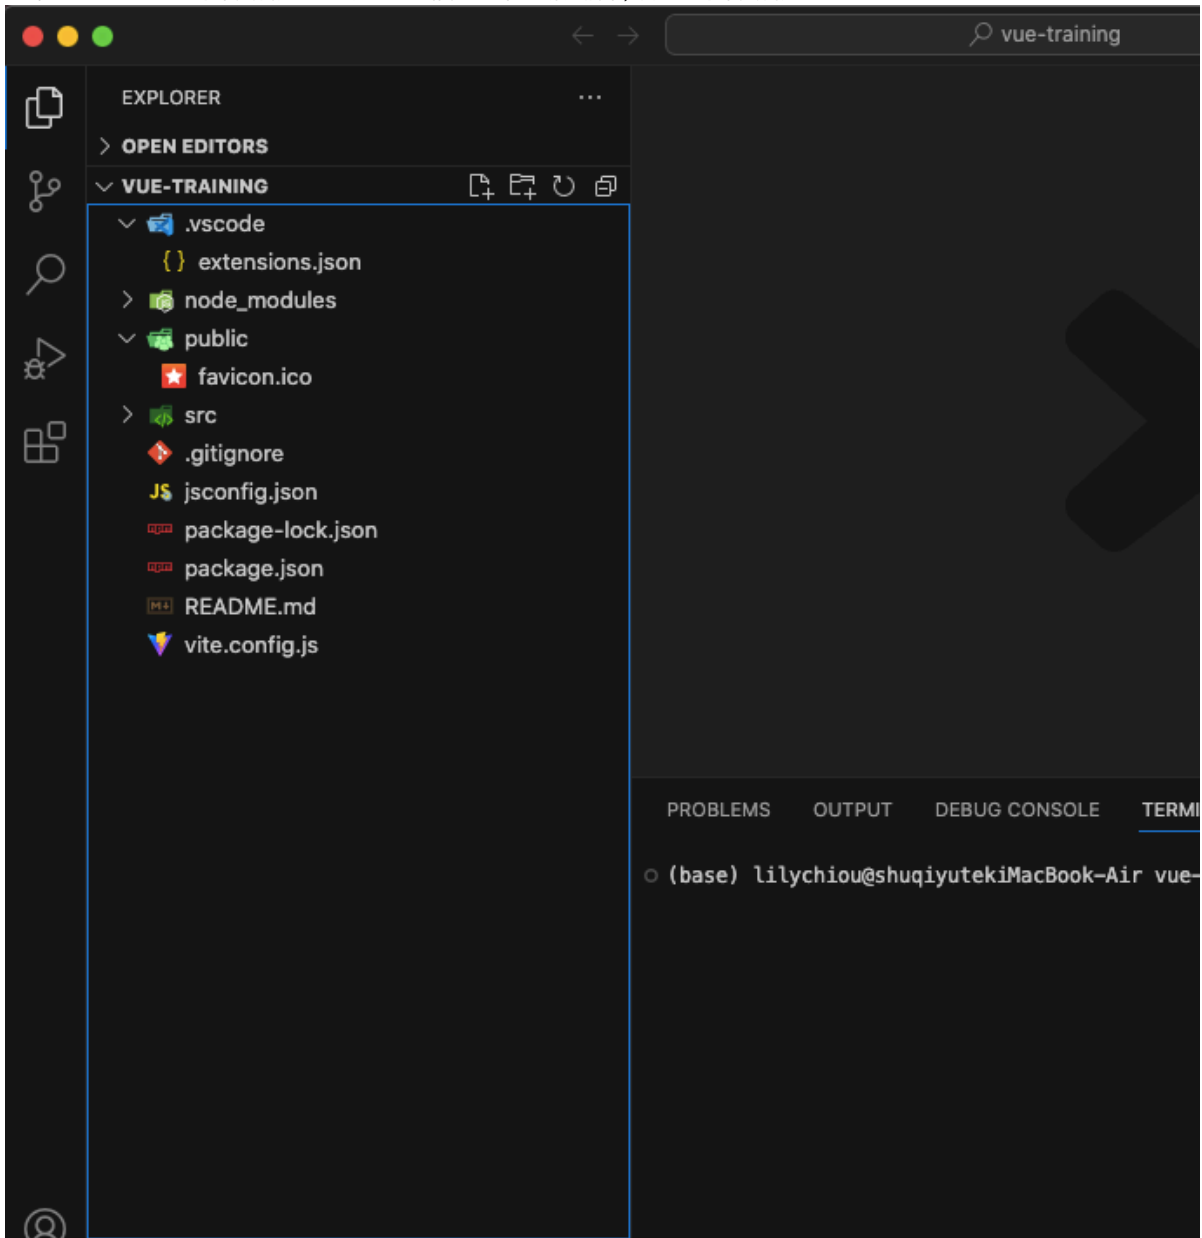 vue-training
EXPLORER
OPEN EDITORS
VUE-TRAINING
.vscode
{} extensions.json
node_modules
public
favicon.ico
src
.gitignore
JS jsconfig.json
package-lock.json
package.json
README.md
vite.config.js
PROBLEMS OUTPUT DEBUG CONSOLE TERMI
(base) lilychiou@shuqiyutekiMacBook-Air vue-